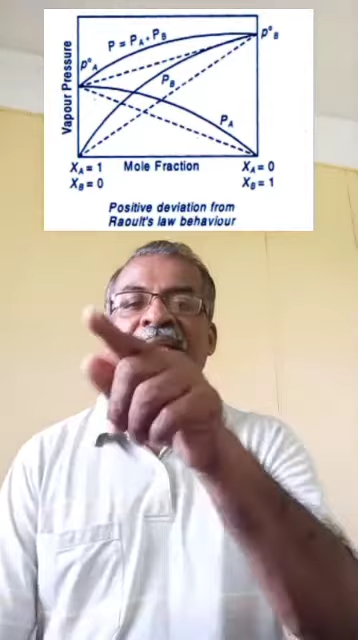 P = PA + PB
p°A
p°B
PB
PA
Vapour Pressure
XA = 1 Mole Fraction XA = 0
XB = 0 XB = 1
Positive deviation from
Raoult's law behaviour